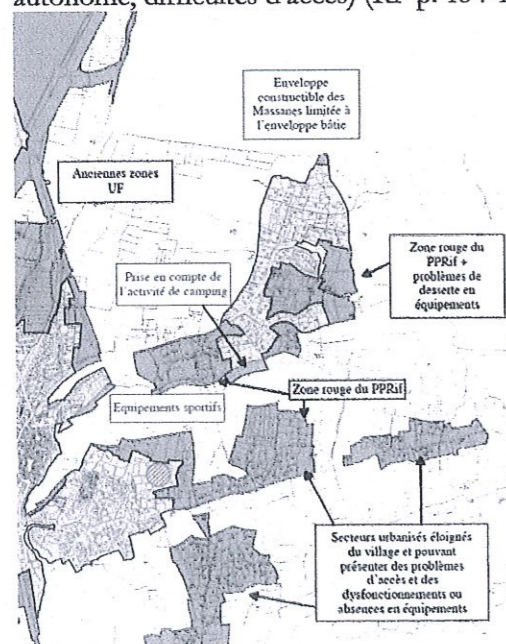 autonomie, difficultés d'accès) (RP p. 
Enveloppe
constructible des
Massanes limitée à
l'enveloppe bâtie
Anciennes zones
UF
Zone rouge du
PPRif +
problèmes de
desserte en
équipements
Prise en compte de
l'activité de camping
Zone rouge du PPRif
Equipements sportifs
Secteurs urbanisés éloignés
du village et pouvant
présenter des problèmes
d'accès et des
dysfonctionnements ou
absences en équipements